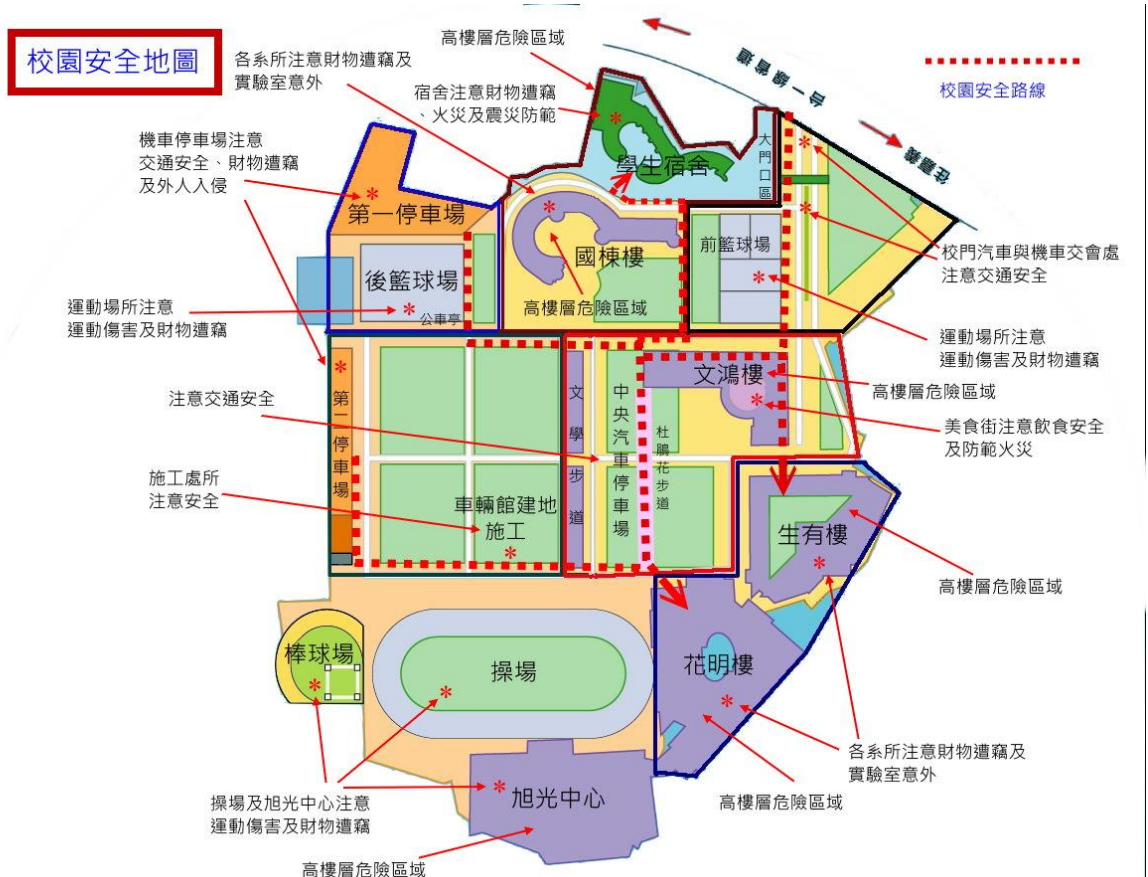 校園安全地圖
各系所注意財物遭竊及
實驗室意外
高樓層危險區域
宿舍注意財物遭竊
、火災及震災防範
台一線省道
往嘉義
校園安全路線
機車停車場注意
交通安全、財物遭竊
及外人入侵
學生宿舍
大門口區
第一停車場
國棟樓
前籃球場
校門汽車與機車交會處
注意交通安全
後籃球場
高樓層危險區域
公車亭
運動場所注意
運動傷害及財物遭竊
運動場所注意
運動傷害及財物遭竊
文鴻樓
高樓層危險區域
注意交通安全
文學步道
中央汽車停車場
杜鵑花步道
美食街注意飲食安全
及防範火災
施工處所
注意安全
車輛館建地
施工
生有樓
高樓層危險區域
棒球場
操場
花明樓
各系所注意財物遭竊及
實驗室意外
操場及旭光中心注意
運動傷害及財物遭竊
旭光中心
高樓層危險區域
高樓層危險區域